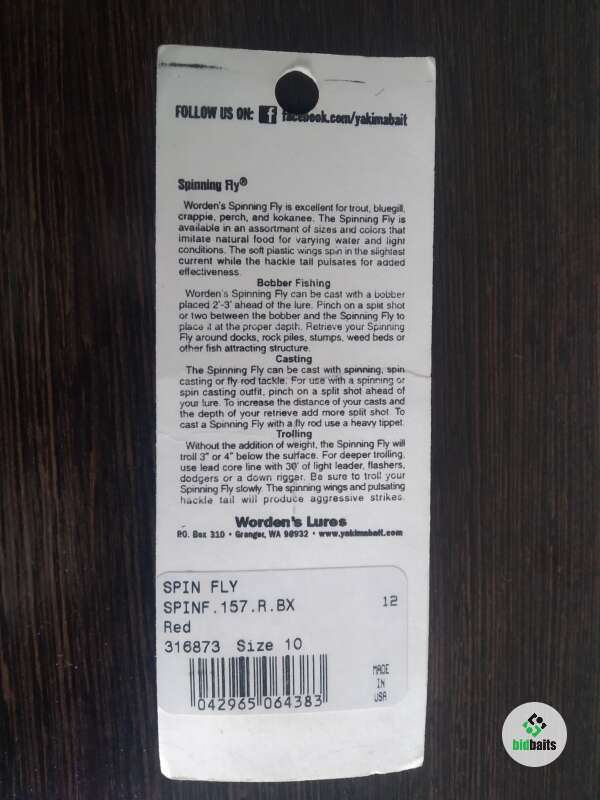 FOLLOW US ON: f facebook.com/yakimabait
Spinning Fly®
Worden's Spinning Fly is excellent for trout, bluegill,
crappie, perch, and kokanee. The Spinning Fly is
available in an assortment of sizes and colors that
imitate natural food for varying water and light
conditions. The soft plastic wings spin in the slightest
current while the hackle tail pulsates for added
effectiveness.
Bobber Fishing
Worden's Spinning Fly can be cast with a bobber
placed 2'-3' ahead of the lure. Pinch on a split shot
or two between the bobber and the Spinning Fly to
place it at the proper depth. Retrieve your Spinning
Fly around docks, rock piles, stumps, weed beds or
other fish attracting structure.
Casting
The Spinning Fly can be cast with spinning, spin
casting or fly rod tackle. For use with a spinning or
spin casting outfit, pinch on a split shot ahead of
your lure. To increase the distance of your casts and
the depth of your retrieve add more split shot. To
cast a Spinning Fly with a fly rod use a heavy tippet.
Trolling
Without the addition of weight, the Spinning Fly will
troll 3" or 4" below the surface. For deeper trolling,
use lead core line with 30' of light leader, flashers,
dodgers or a down rigger. Be sure to troll your
Spinning Fly slowly. The spinning wings and pulsating
hackle tail will produce aggressive strikes.
Worden's Lures
P.O. Box 310 • Granger, WA 98932 • www.yakimabait.com
SPIN FLY
SPINF.157.R.BX 12
Red
316873 Size 10
MADE
IN
USA
042965 064383
bidbaits